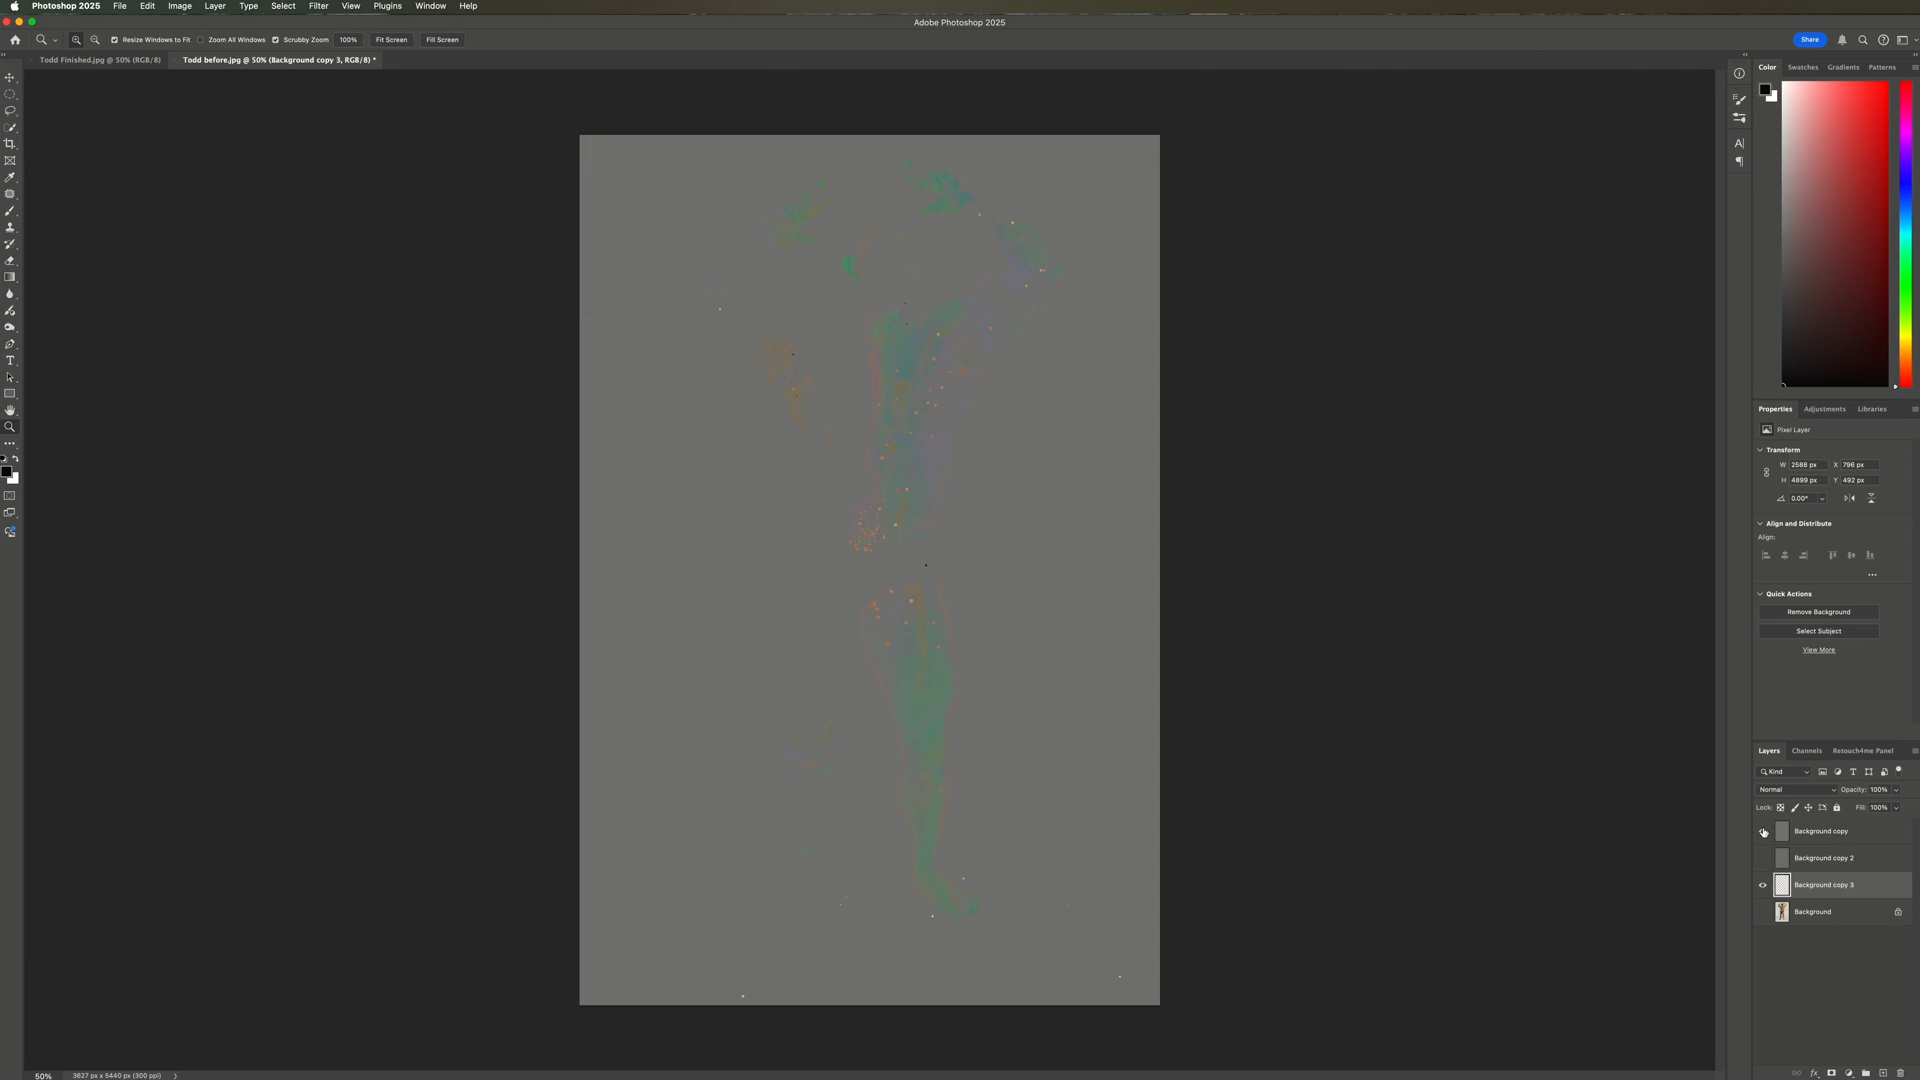 Photoshop 2025 File Edit Image Layer Type Select Filter View Plugins Window Help
Adobe Photoshop 2025
Resize Windows to Fit Zoom All Windows Scrubby Zoom 100% Fit Screen Fill Screen Share
Todd Finished.jpg @ 50% (RGB/8) Todd before.jpg @ 50% (Background copy 3, RGB/8) *
Color Swatches Gradients Patterns
Properties Adjustments Libraries
Pixel Layer
Transform
W 2588 px X 796 px
H 4899 px Y 492 px
0.00°
Align and Distribute
Align:
Quick Actions
Remove Background
Select Subject
View More
Layers Channels Retouch4me Panel
Kind
Normal Opacity: 100%
Lock: Fill: 100%
Background copy
Background copy 2
Background copy 3
Background
50% 3627 px x 5440 px (300 ppi)